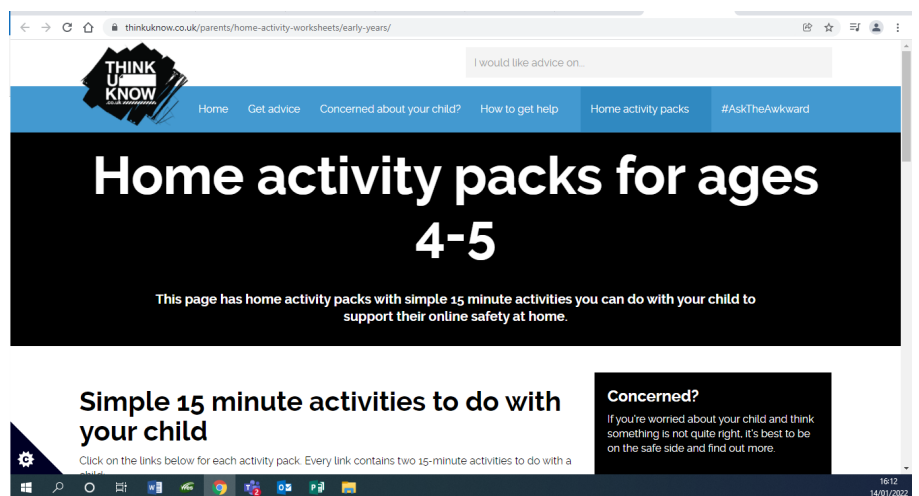 thinkuknow.co.uk/parents/home-activity-worksheets/early-years/
THINK
U
KNOW
.co.uk
I would like advice on...
Home Get advice Concerned about your child? How to get help Home activity packs #AskTheAwkward
Home activity packs for ages
4-5
This page has home activity packs with simple 15 minute activities you can do with your child to
support their online safety at home.
Simple 15 minute activities to do with
your child
Click on the links below for each activity pack. Every link contains two 15-minute activities to do with a
Concerned?
If you're worried about your child and think
something is not quite right, it's best to be
on the safe side and find out more.
16:12
14/01/2022